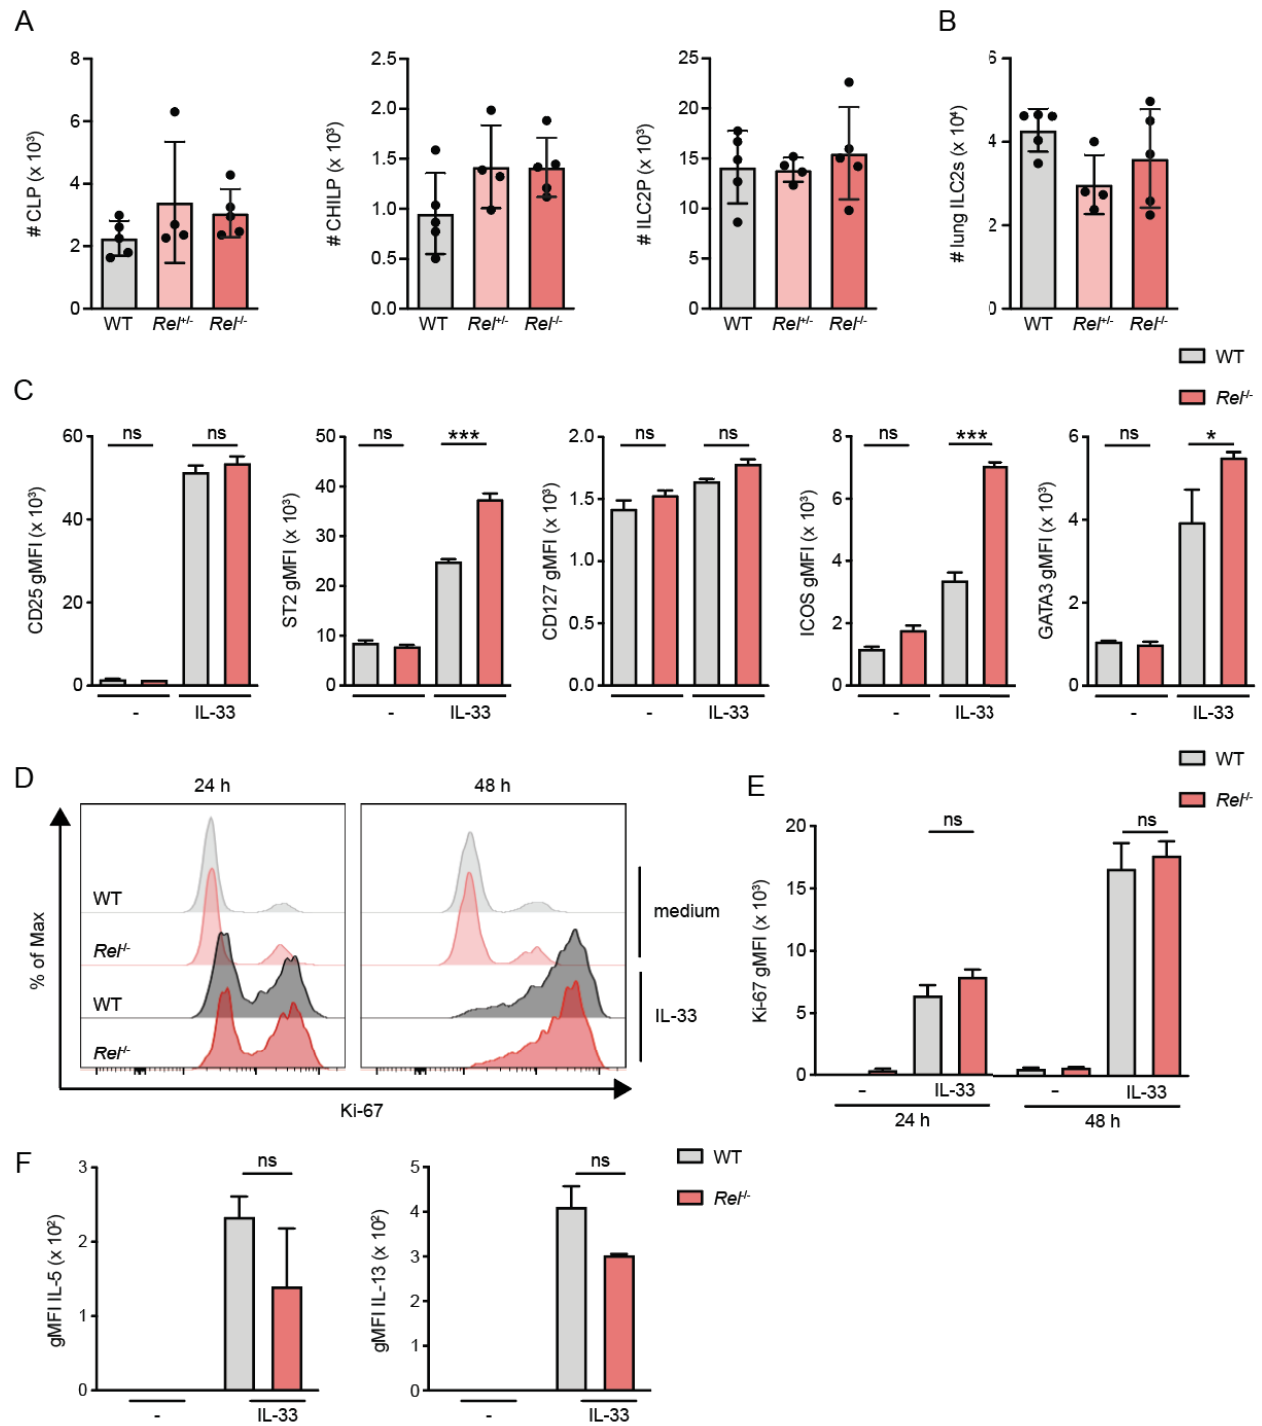 A
B
# CLP (x 10³)
8
6
4
2
0
WT Rel+/- Rel-/-
# CHILP (x 10³)
2.5
2.0
1.5
1.0
0.5
0.0
WT Rel+/- Rel-/-
# ILC2P (x 10³)
25
20
15
10
5
0
WT Rel+/- Rel-/-
# lung ILC2s (x 10⁴)
6
4
2
0
WT Rel+/- Rel-/-
WT
Rel-/-
C
CD25 gMFI (x 10³)
60
40
20
0
ns ns
- IL-33
ST2 gMFI (x 10³)
50
40
30
20
10
0
ns ***
- IL-33
CD127 gMFI (x 10³)
2.0
1.5
1.0
0.5
0.0
ns ns
- IL-33
ICOS gMFI (x 10³)
8
6
4
2
0
ns ***
- IL-33
GATA3 gMFI (x 10³)
6
4
2
0
ns *
- IL-33
D
24 h 48 h
% of Max
WT
Rel-/-
WT
Rel-/-
medium
IL-33
Ki-67
E
WT
Rel-/-
Ki-67 gMFI (x 10³)
20
15
10
5
0
ns ns
- IL-33 - IL-33
24 h 48 h
F
gMFI IL-5 (x 10²)
3
2
1
0
ns
- IL-33
gMFI IL-13 (x 10²)
5
4
3
2
1
0
ns
- IL-33
WT
Rel-/-